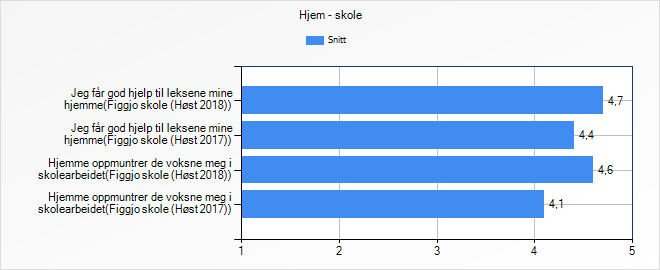 Hjem - skole
Snitt
Jeg får god hjelp til leksene mine
hjemme(Figgjo skole (Høst 2018))
4,7
Jeg får god hjelp til leksene mine
hjemme(Figgjo skole (Høst 2017))
4,4
Hjemme oppmuntrer de voksne meg i
skolearbeidet(Figgjo skole (Høst 2018))
4,6
Hjemme oppmuntrer de voksne meg i
skolearbeidet(Figgjo skole (Høst 2017))
4,1
1 2 3 4 5